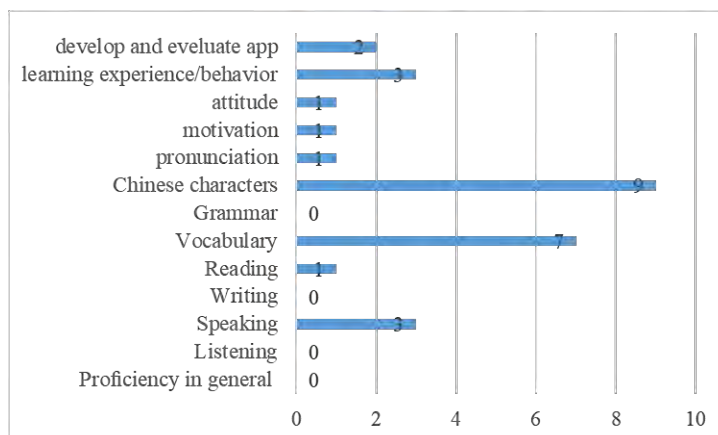 develop and eveluate app 2
learning experience/behavior 3
attitude 1
motivation 1
pronunciation 1
Chinese characters 9
Grammar 0
Vocabulary 7
Reading 1
Writing 0
Speaking 3
Listening 0
Proficiency in general 0
0 2 4 6 8 10